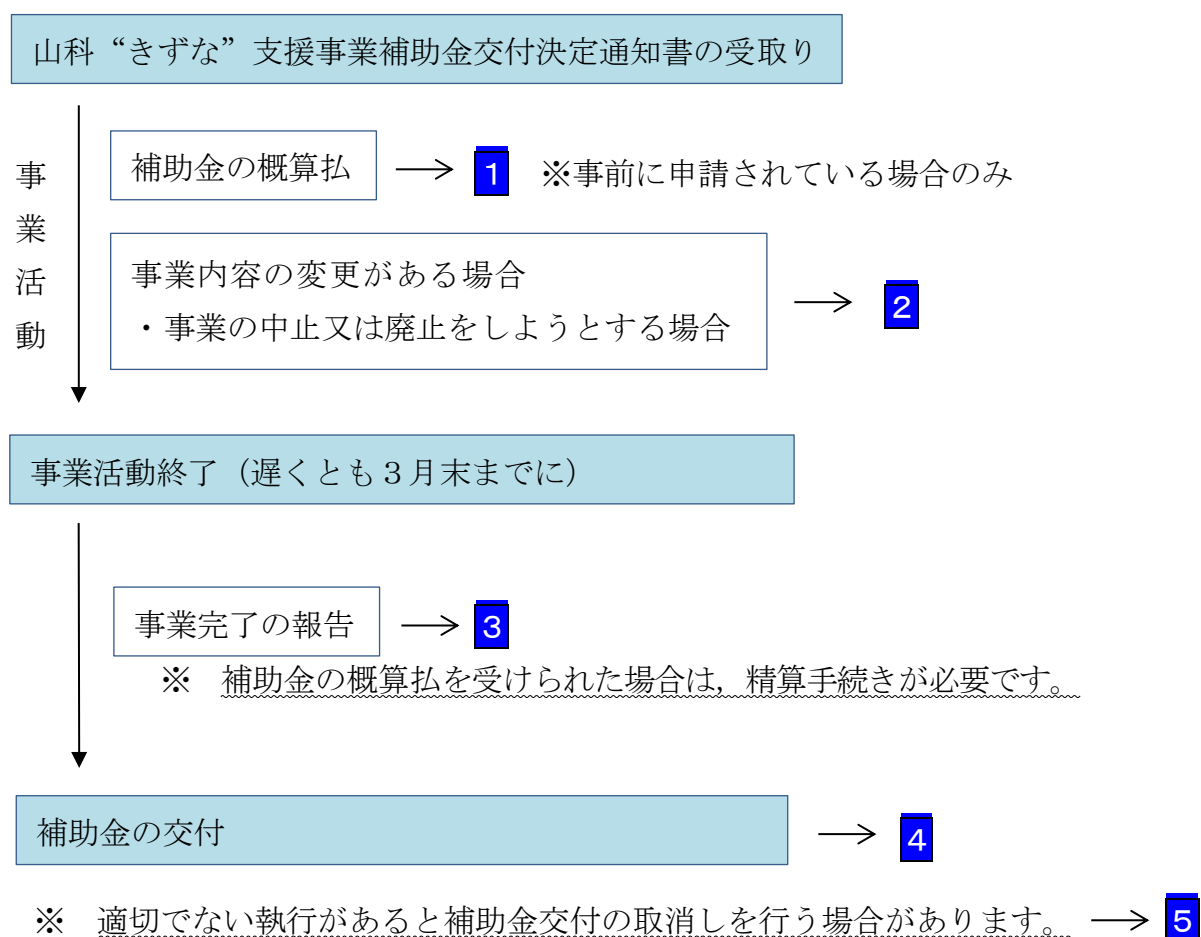 山科“きずな”支援事業補助金交付決定通知書の受取り
事業活動
補助金の概算払
1
※事前に申請されている場合のみ
事業内容の変更がある場合
・事業の中止又は廃止をしようとする場合
2
事業活動終了(遅くとも3月末までに)
事業完了の報告
3
※ 補助金の概算払を受けられた場合は,精算手続きが必要です。
補助金の交付
4
※ 適切でない執行があると補助金交付の取消しを行う場合があります。
5